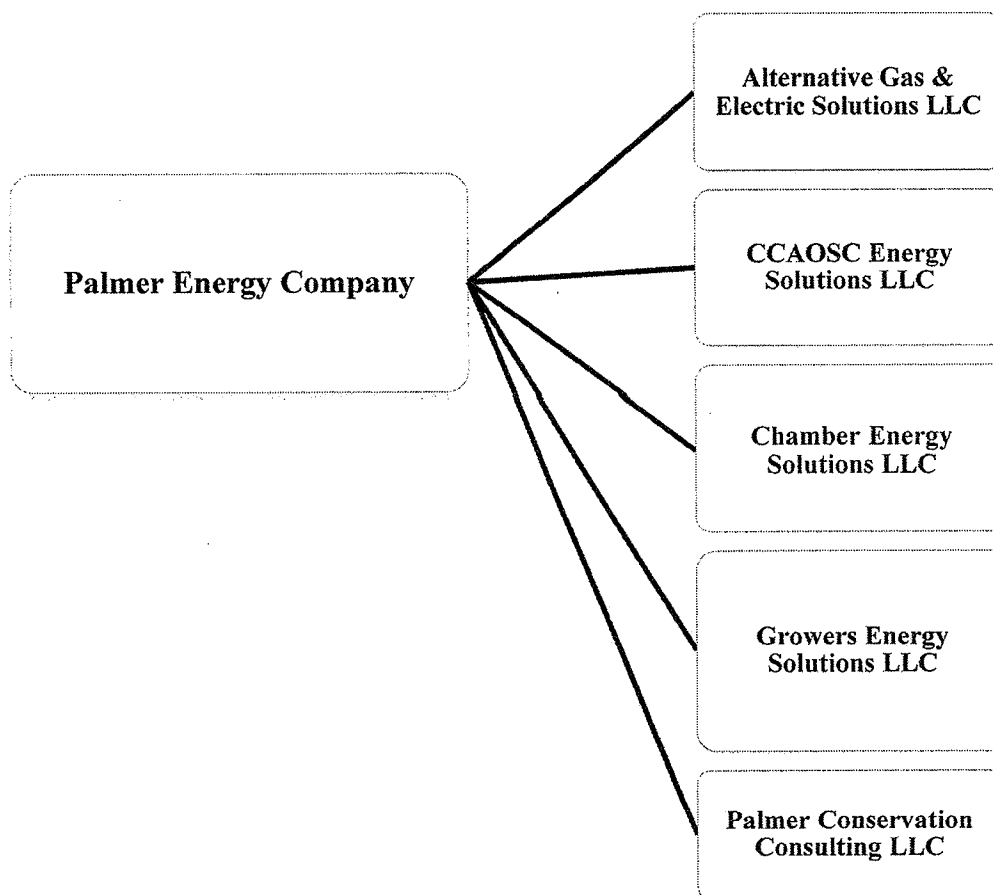 Alternative Gas &
Electric Solutions LLC
Palmer Energy Company
CCAOSC Energy
Solutions LLC
Chamber Energy
Solutions LLC
Growers Energy
Solutions LLC
Palmer Conservation
Consulting LLC